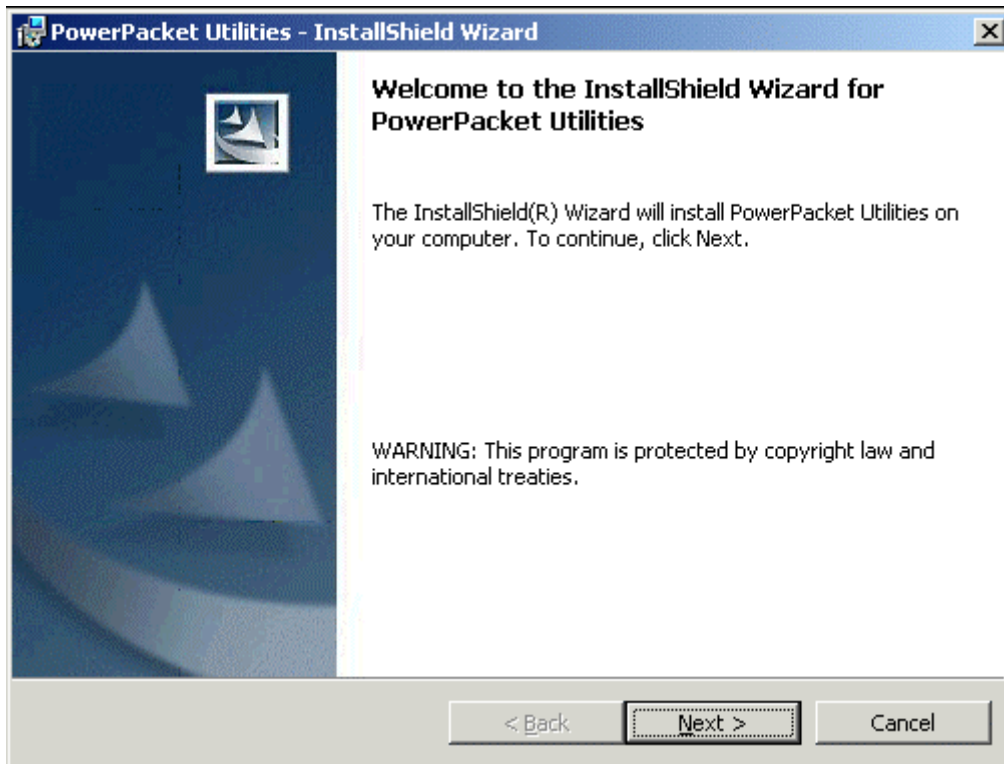 PowerPacket Utilities - InstallShield Wizard
Welcome to the InstallShield Wizard for
PowerPacket Utilities
The InstallShield(R) Wizard will install PowerPacket Utilities on
your computer. To continue, click Next.
WARNING: This program is protected by copyright law and
international treaties.
< Back Next > Cancel